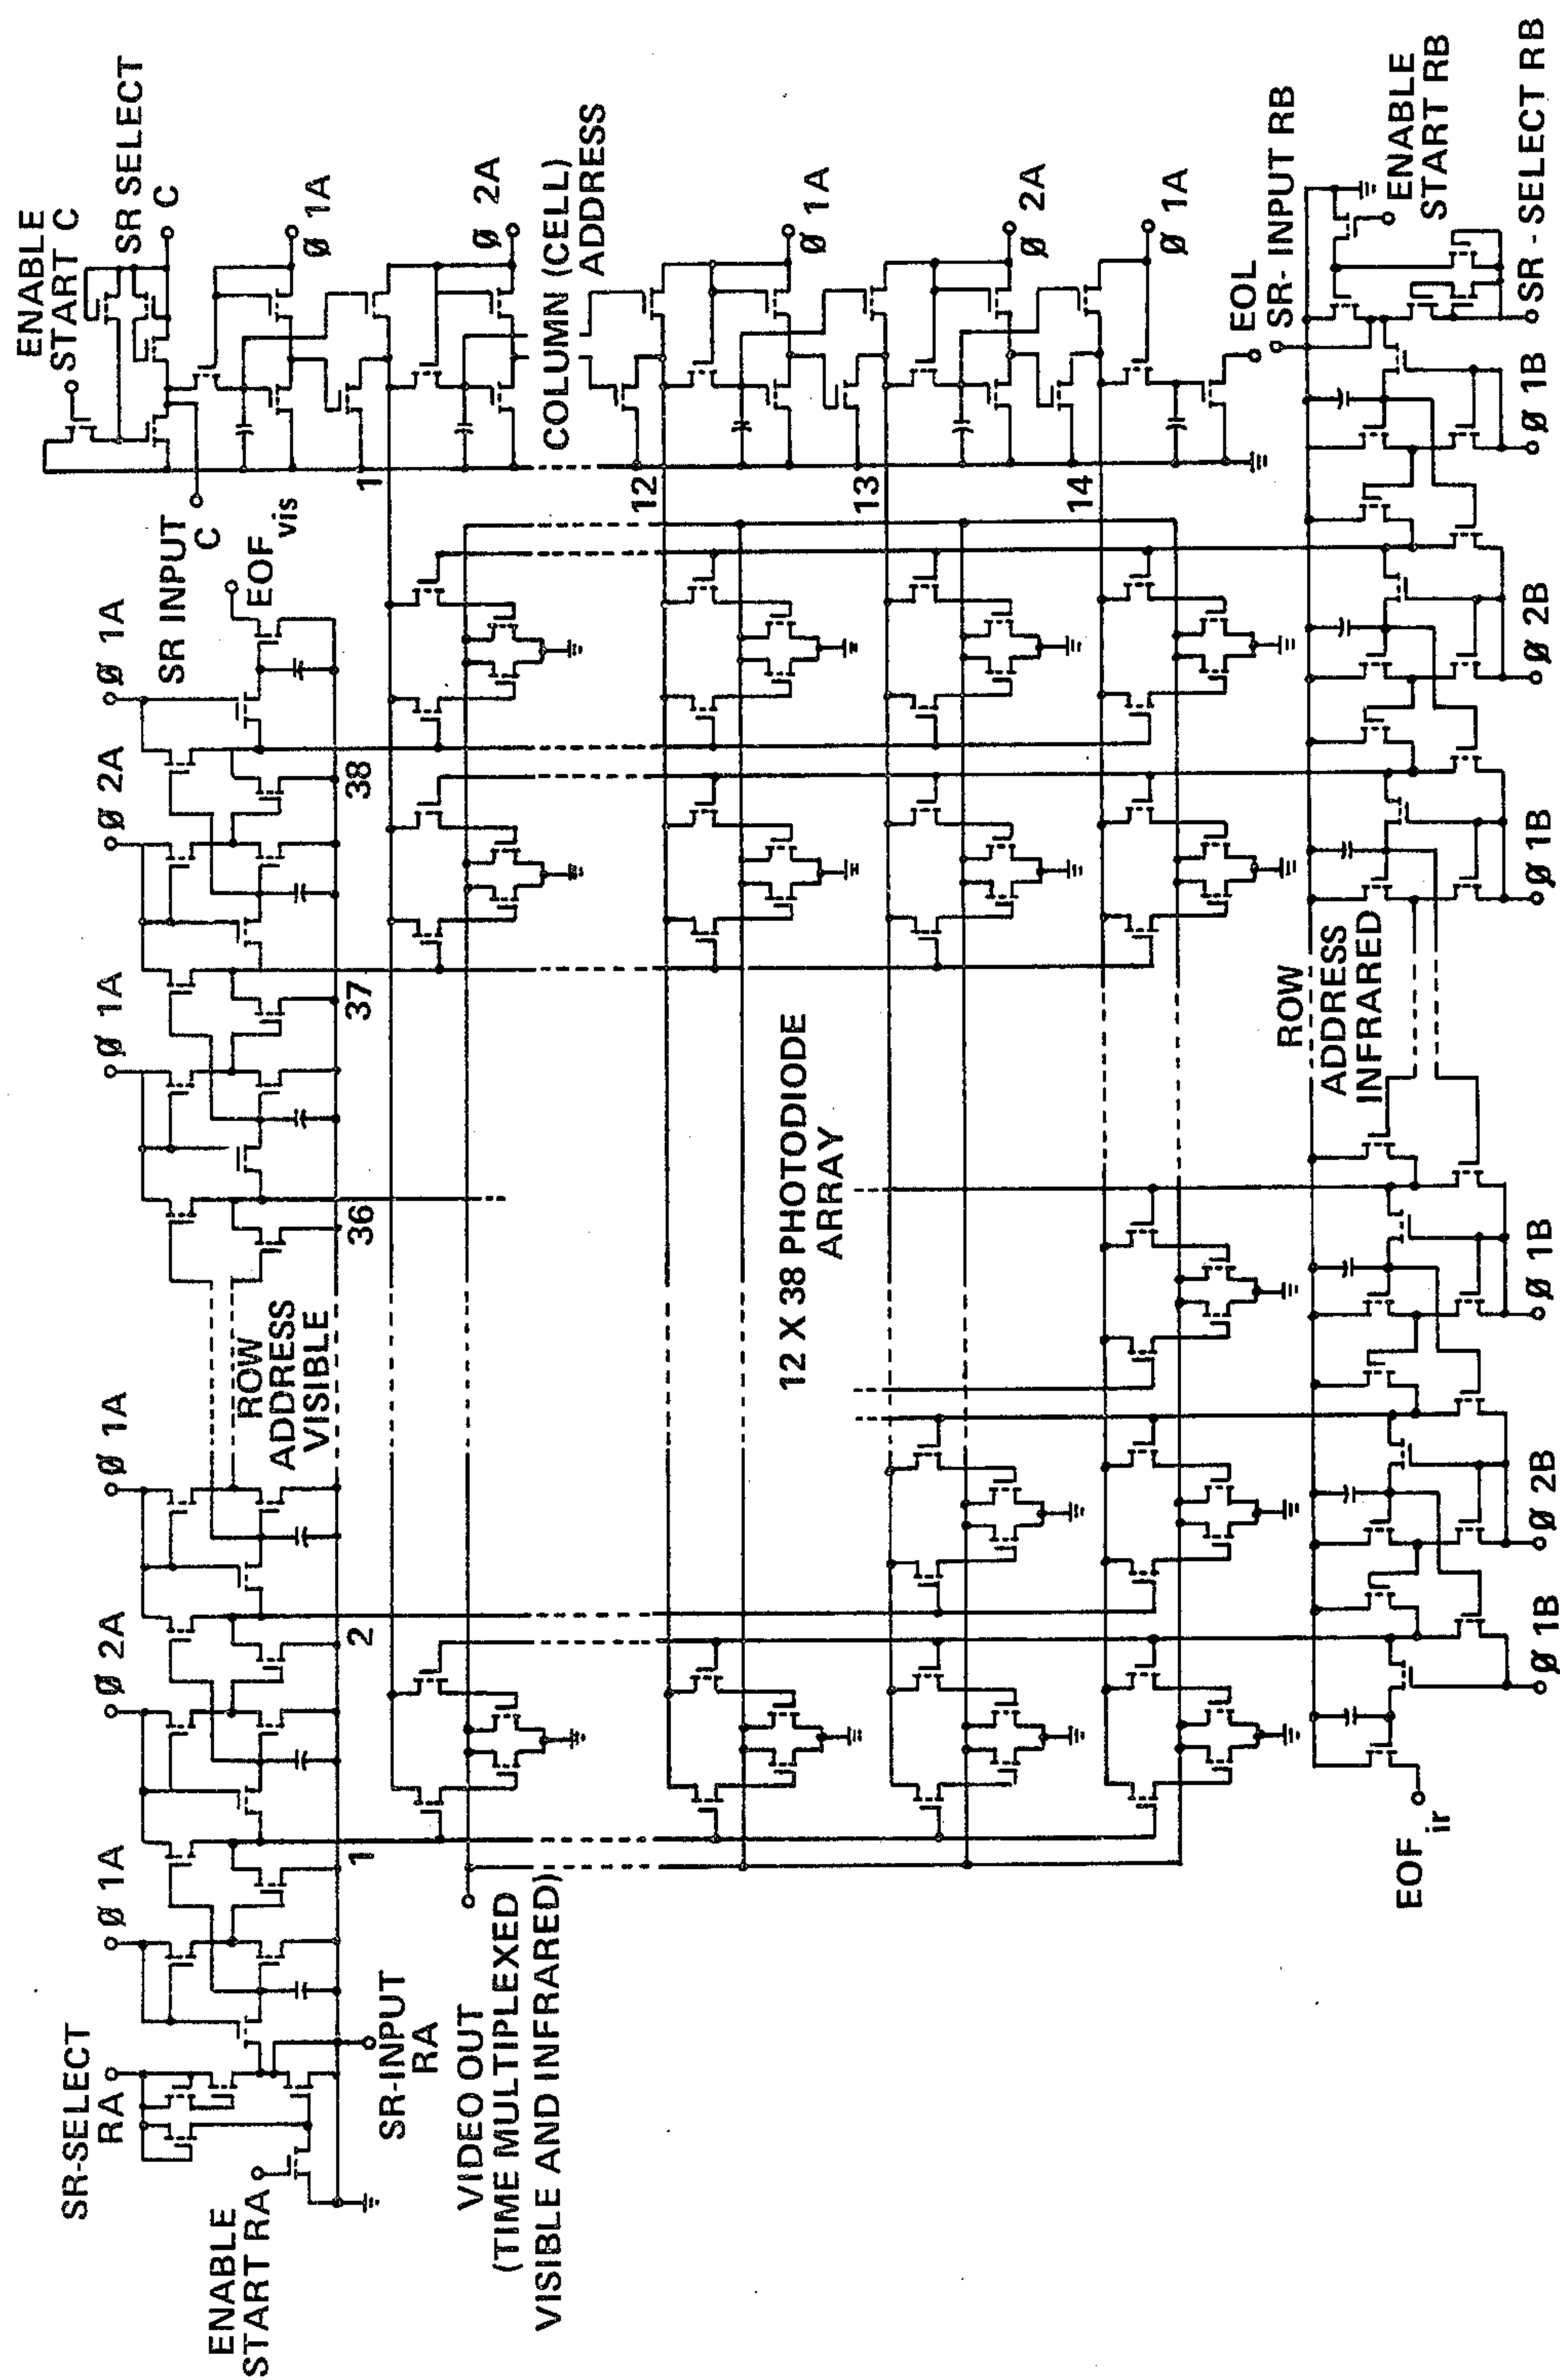 SR-SELECT
RA
ENABLE
START RA
SR-INPUT
RA
Ø 1A
Ø 2A
Ø 1A
Ø 1A
Ø 2A
Ø 1A
1
2
36
37
38
ROW
ADDRESS
VISIBLE
EOF vis
SR INPUT
C
ENABLE
START C
SR SELECT
C
Ø 1A
Ø 2A
COLUMN (CELL)
ADDRESS
Ø 1A
Ø 2A
Ø 1A
1
12
13
14
EOL
VIDEO OUT
(TIME MULTIPLEXED
VISIBLE AND INFRARED)
12 X 38 PHOTODIODE
ARRAY
ROW
ADDRESS
INFRARED
SR- INPUT RB
ENABLE
START RB
SR - SELECT RB
EOF ir
Ø 1B
Ø 2B
Ø 1B
Ø 1B
Ø 2B
Ø 1B